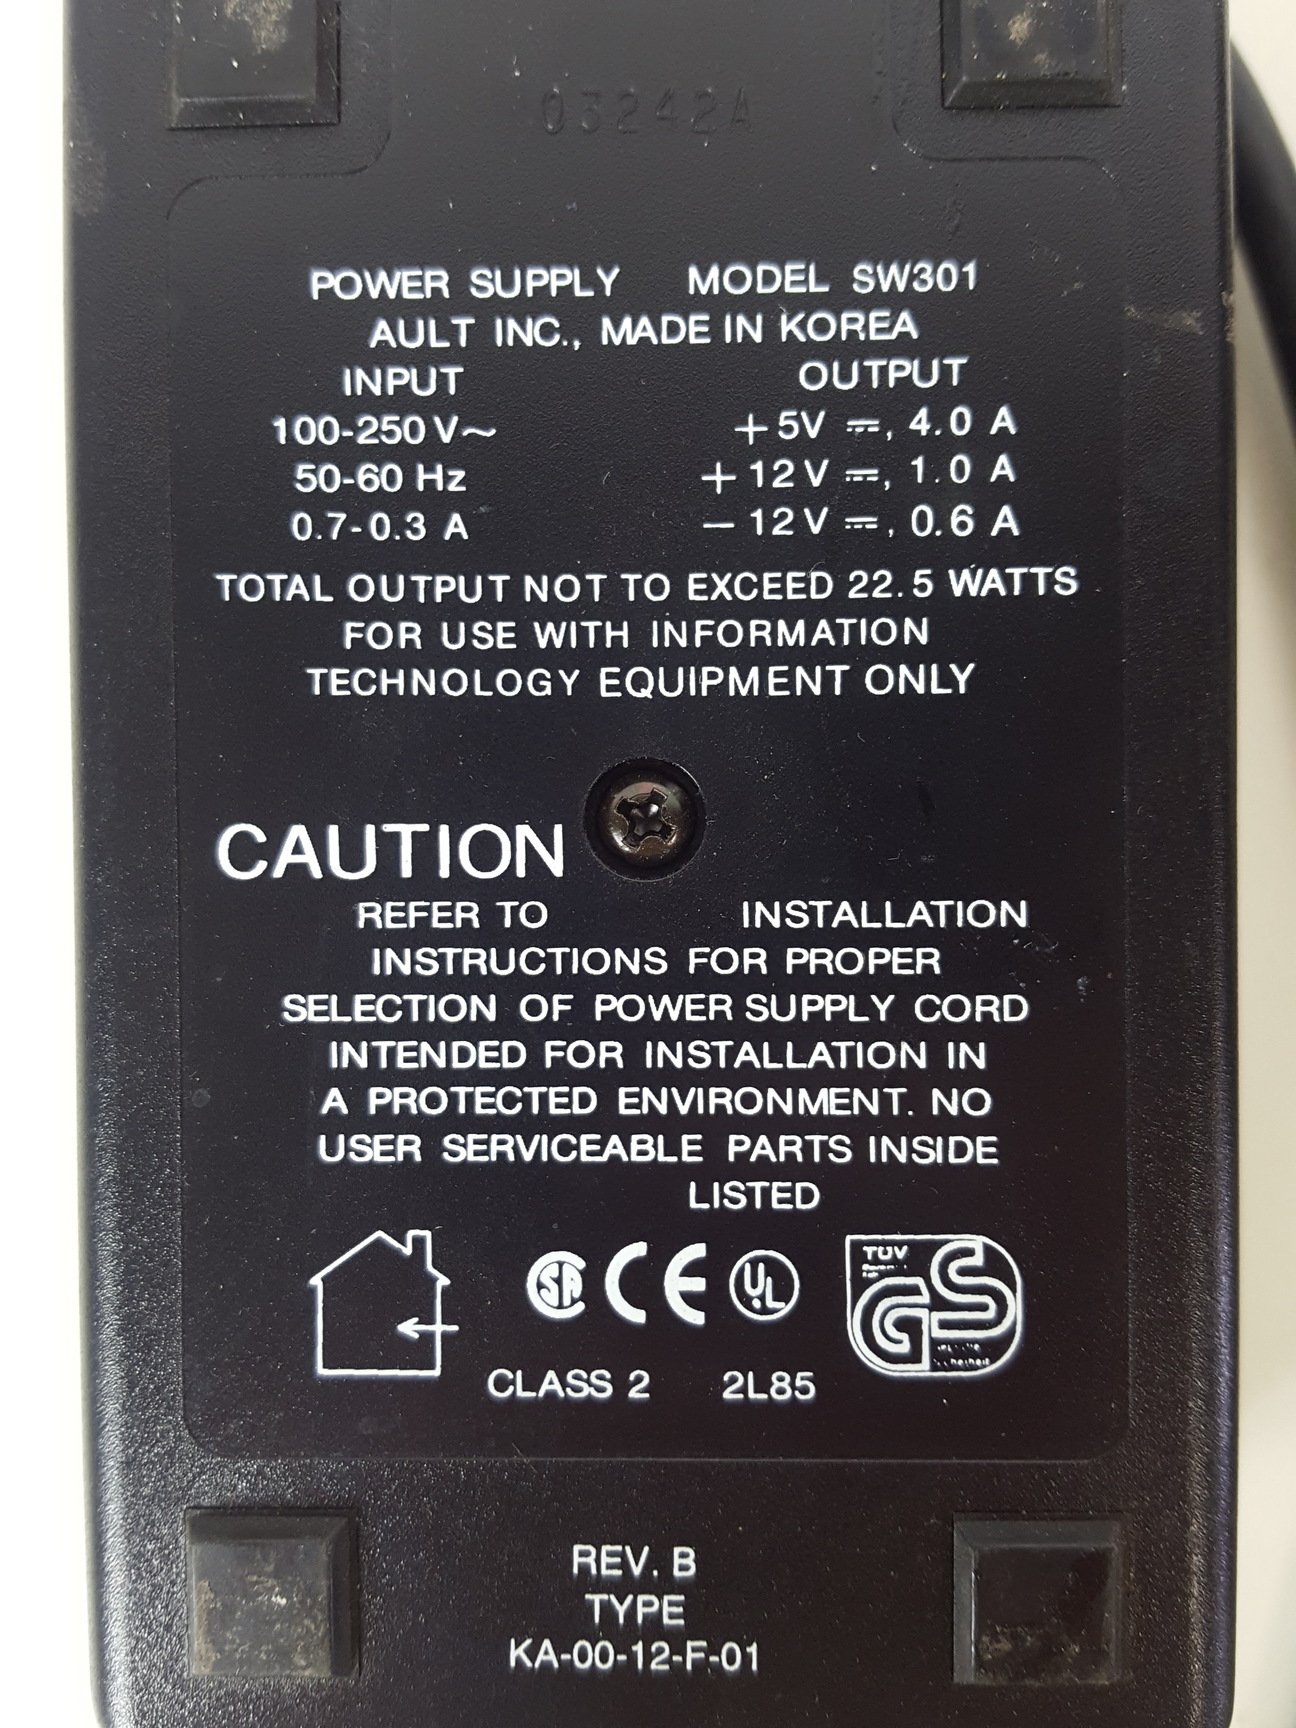 03242A
POWER SUPPLY MODEL SW301
AULT INC., MADE IN KOREA
INPUT OUTPUT
100-250 V~ +5V ⎓, 4.0 A
50-60 Hz +12V ⎓, 1.0 A
0.7-0.3 A -12V ⎓, 0.6 A
TOTAL OUTPUT NOT TO EXCEED 22.5 WATTS
FOR USE WITH INFORMATION
TECHNOLOGY EQUIPMENT ONLY
CAUTION
REFER TO INSTALLATION
INSTRUCTIONS FOR PROPER
SELECTION OF POWER SUPPLY CORD
INTENDED FOR INSTALLATION IN
A PROTECTED ENVIRONMENT. NO
USER SERVICEABLE PARTS INSIDE
LISTED
SA CE UL TUV GS
CLASS 2 2L85
REV. B
TYPE
KA-00-12-F-01